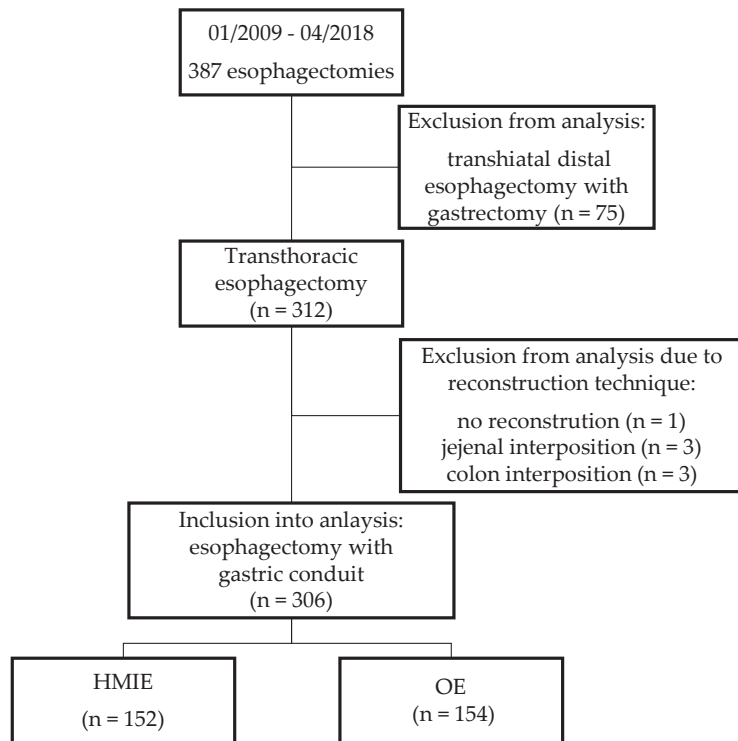 01/2009 - 04/2018
387 esophagectomies
Exclusion from analysis:
transhiatal distal
esophagectomy with
gastrectomy (n = 75)
Transthoracic
esophagectomy
(n = 312)
Exclusion from analysis due to
reconstruction technique:
no reconstrution (n = 1)
jejenal interposition (n = 3)
colon interposition (n = 3)
Inclusion into anlaysis:
esophagectomy with
gastric conduit
(n = 306)
HMIE
(n = 152)
OE
(n = 154)